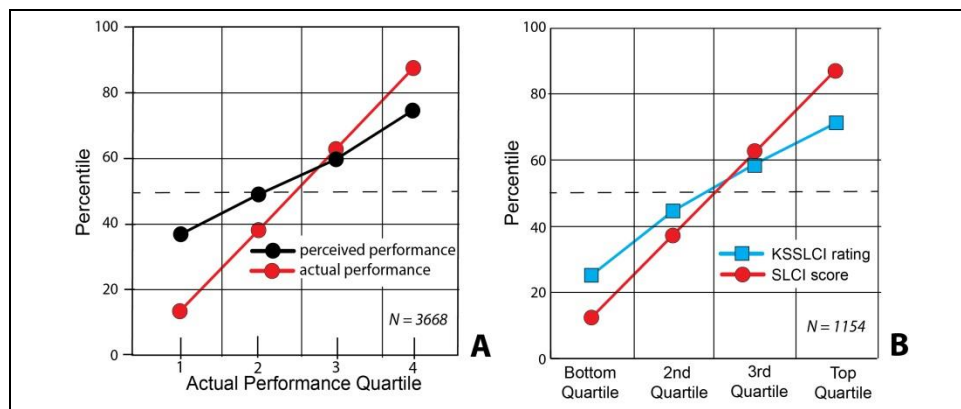 100
80
60
40
20
0
Percentile
perceived performance
actual performance
N = 3668
A
1 2 3 4
Actual Performance Quartile
100
80
60
40
20
0
Percentile
KSSLCI rating
SLCI score
N = 1154
B
Bottom Quartile
2nd Quartile
3rd Quartile
Top Quartile